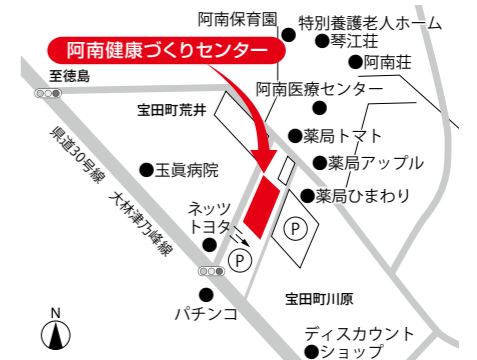 阿南保育園
特別養護老人ホーム
琴江荘
阿南健康づくりセンター
阿南荘
至徳島
阿南医療センター
宝田町荒井
薬局トマト
県道30号線
玉眞病院
薬局アップル
大林津乃峰線
薬局ひまわり
ネッツ
トヨタ
P
P
宝田町川原
パチンコ
N
ディスカウント
ショップ